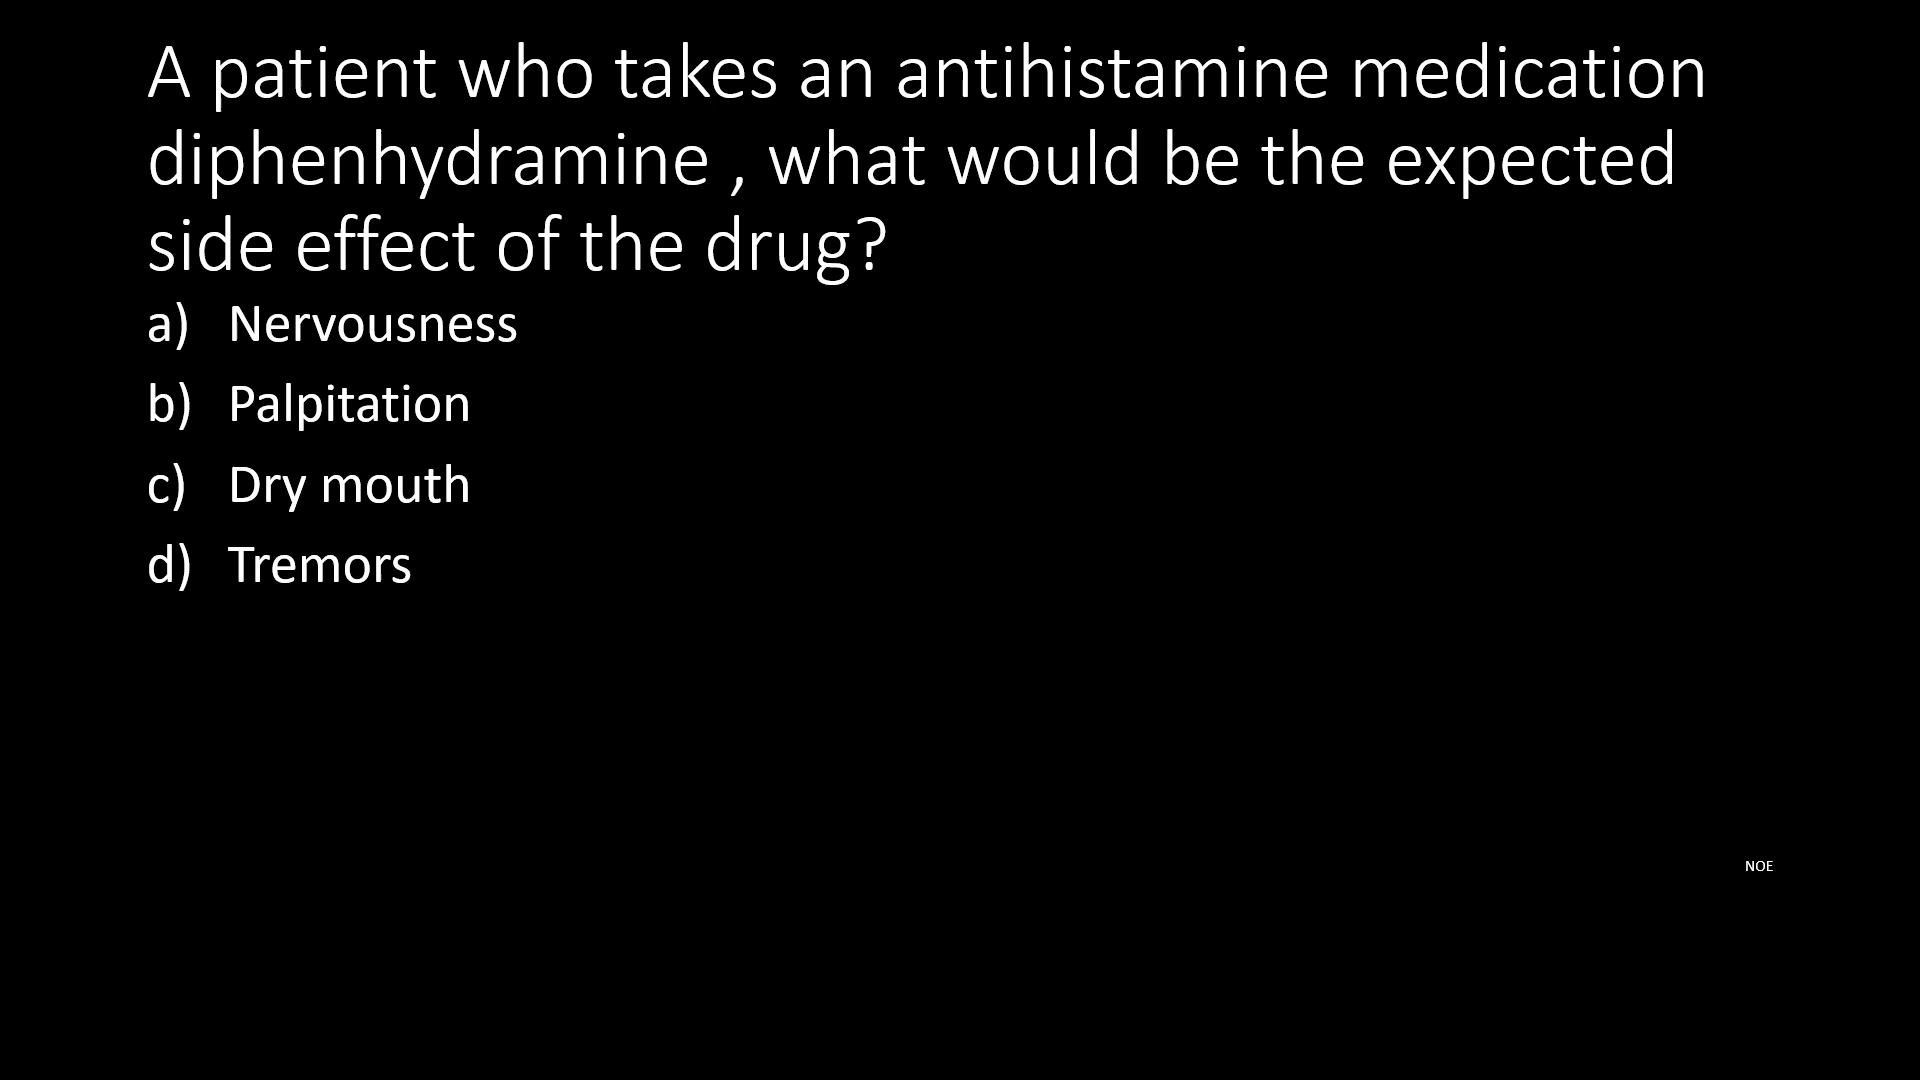 A patient who takes an antihistamine medication
diphenhydramine , what would be the expected
side effect of the drug?
a) Nervousness
b) Palpitation
c) Dry mouth
d) Tremors
NOE